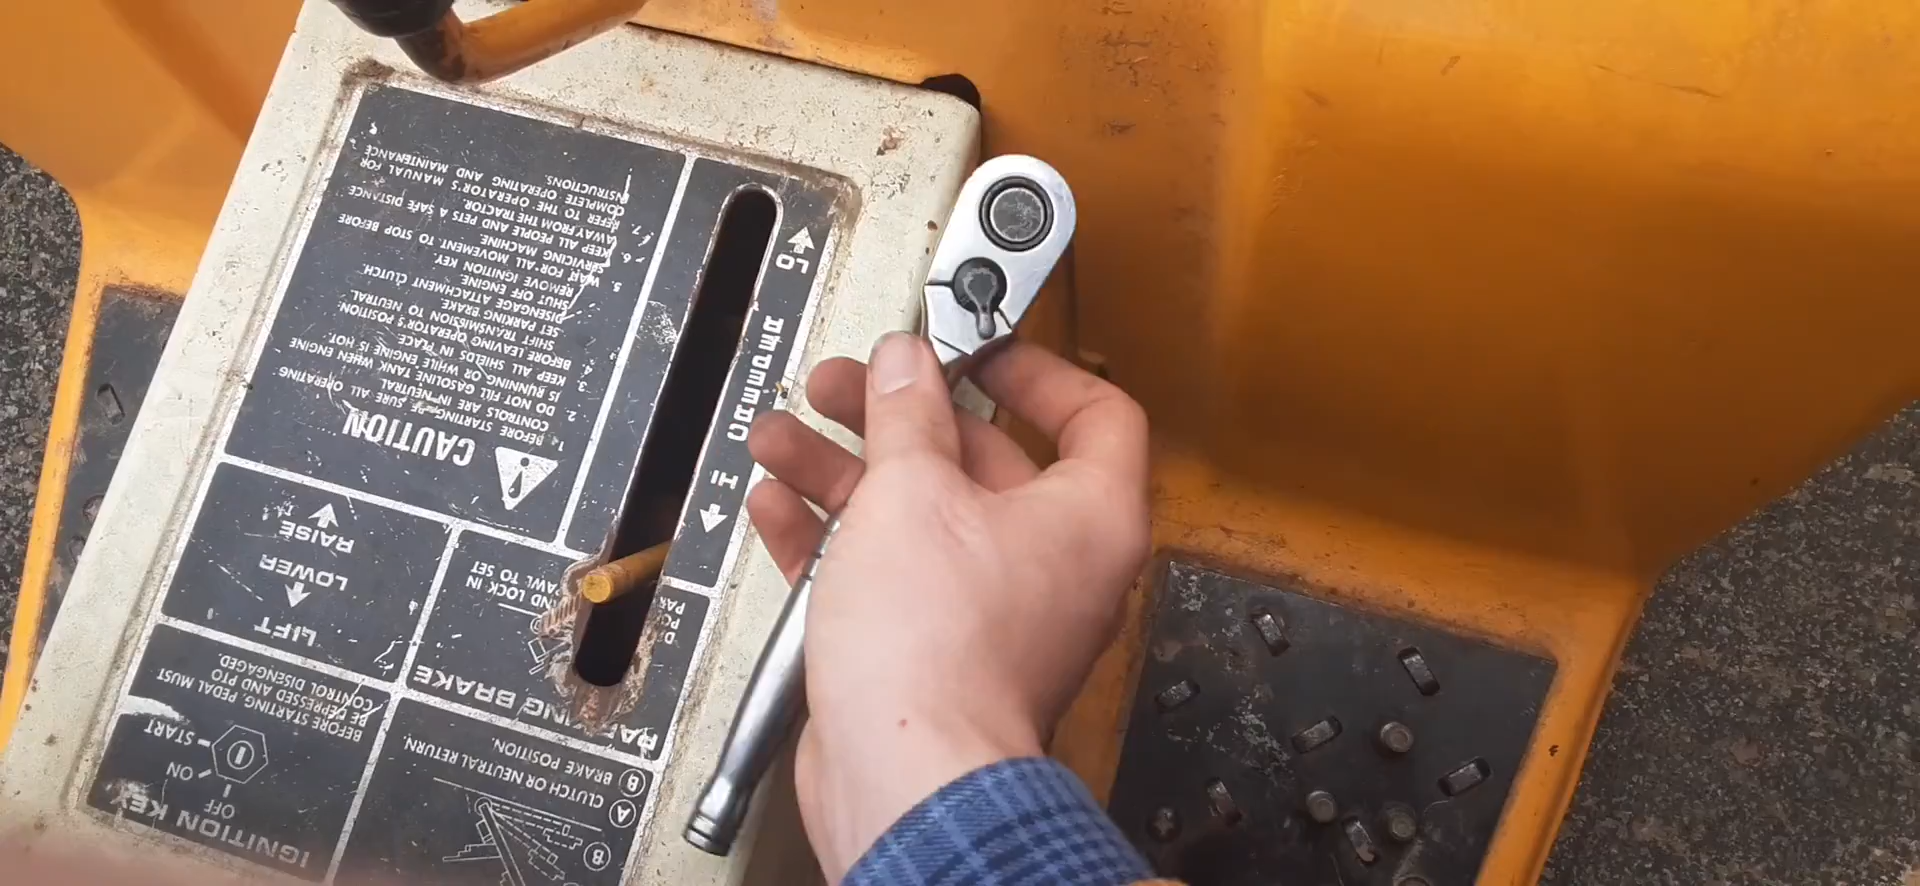 IGNITION KEY
OFF
ON
START
BEFORE STARTING, PEDAL MUST
BE DEPRESSED AND PTO
CONTROL DISENGAGED.
B
A CLUTCH OR NEUTRAL RETURN.
B BRAKE POSITION.
BRAKE
LOCK IN
PAWL TO SET
LIFT
LOWER
RAISE
HI
LO
CAUTION
1. BEFORE STARTING, BE SURE ALL
CONTROLS ARE IN NEUTRAL.
2. DO NOT FILL GASOLINE TANK WHEN ENGINE
IS RUNNING OR WHILE ENGINE IS HOT.
3. KEEP ALL SHIELDS IN PLACE
4. BEFORE LEAVING OPERATOR'S POSITION.
SHIFT TRANSMISSION TO NEUTRAL
SET PARKING BRAKE.
DISENGAGE ATTACHMENT CLUTCH.
SHUT OFF ENGINE.
REMOVE IGNITION KEY.
5. WAIT FOR ALL MOVEMENT TO STOP BEFORE
SERVICING MACHINE.
6. KEEP ALL PEOPLE AND PETS A SAFE DISTANCE
AWAY FROM THE TRACTOR.
7. REFER TO THE OPERATOR'S MANUAL FOR
COMPLETE OPERATING AND MAINTENANCE
INSTRUCTIONS.